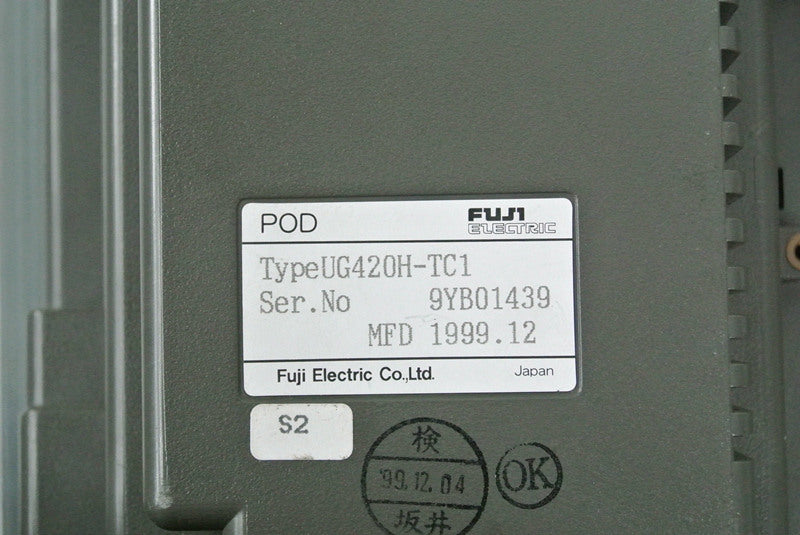 POD
FUJI
ELECTRIC
TypeUG420H-TC1
Ser.No 9YB01439
MFD 1999.12
Fuji Electric Co.,Ltd. Japan
S2
検
'99.12.04
坂井
OK